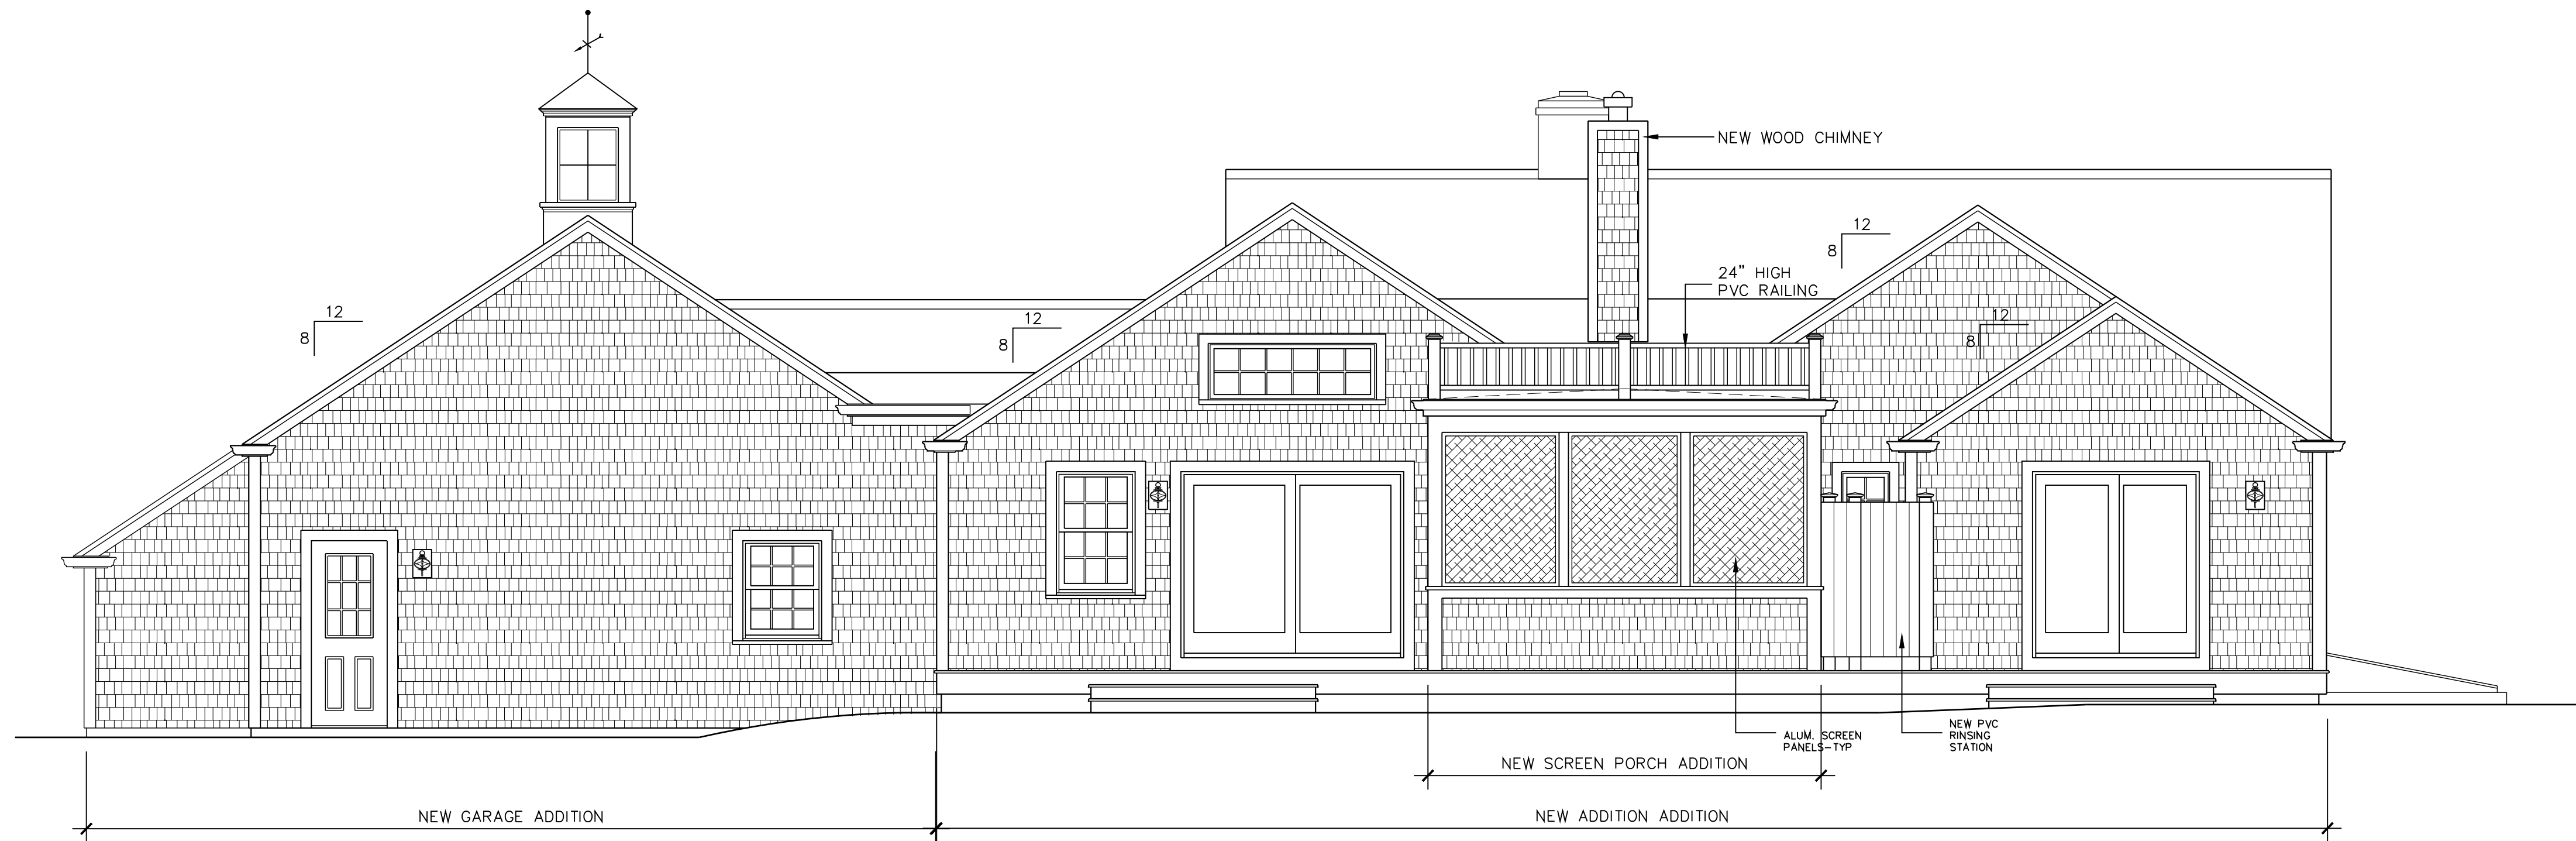 NEW WOOD CHIMNEY
12
8
24" HIGH
PVC RAILING
12
8
12
8
12
8
ALUM. SCREEN
PANELS-TYP
NEW PVC
RINSING
STATION
NEW SCREEN PORCH ADDITION
NEW GARAGE ADDITION
NEW ADDITION ADDITION